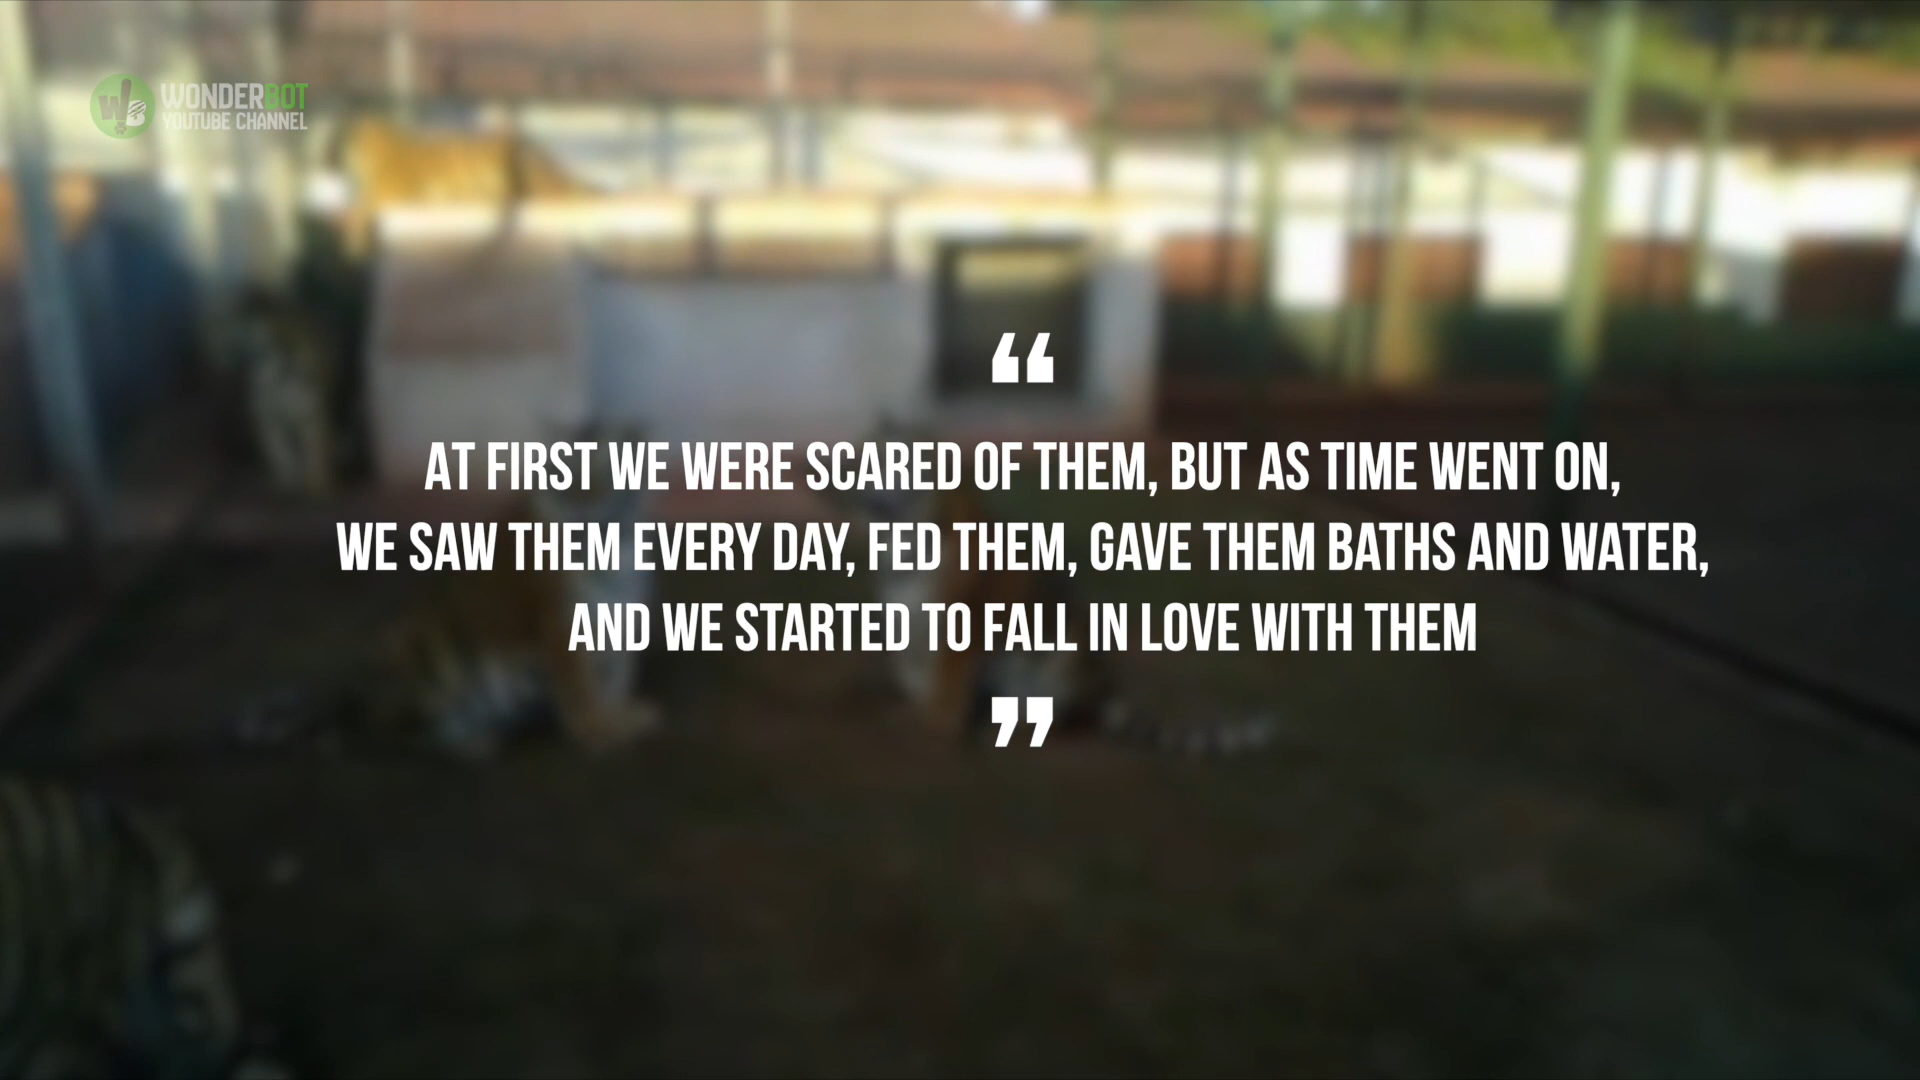 WONDERBOT
YOUTUBE CHANNEL
“
AT FIRST WE WERE SCARED OF THEM, BUT AS TIME WENT ON,
WE SAW THEM EVERY DAY, FED THEM, GAVE THEM BATHS AND WATER,
AND WE STARTED TO FALL IN LOVE WITH THEM
”